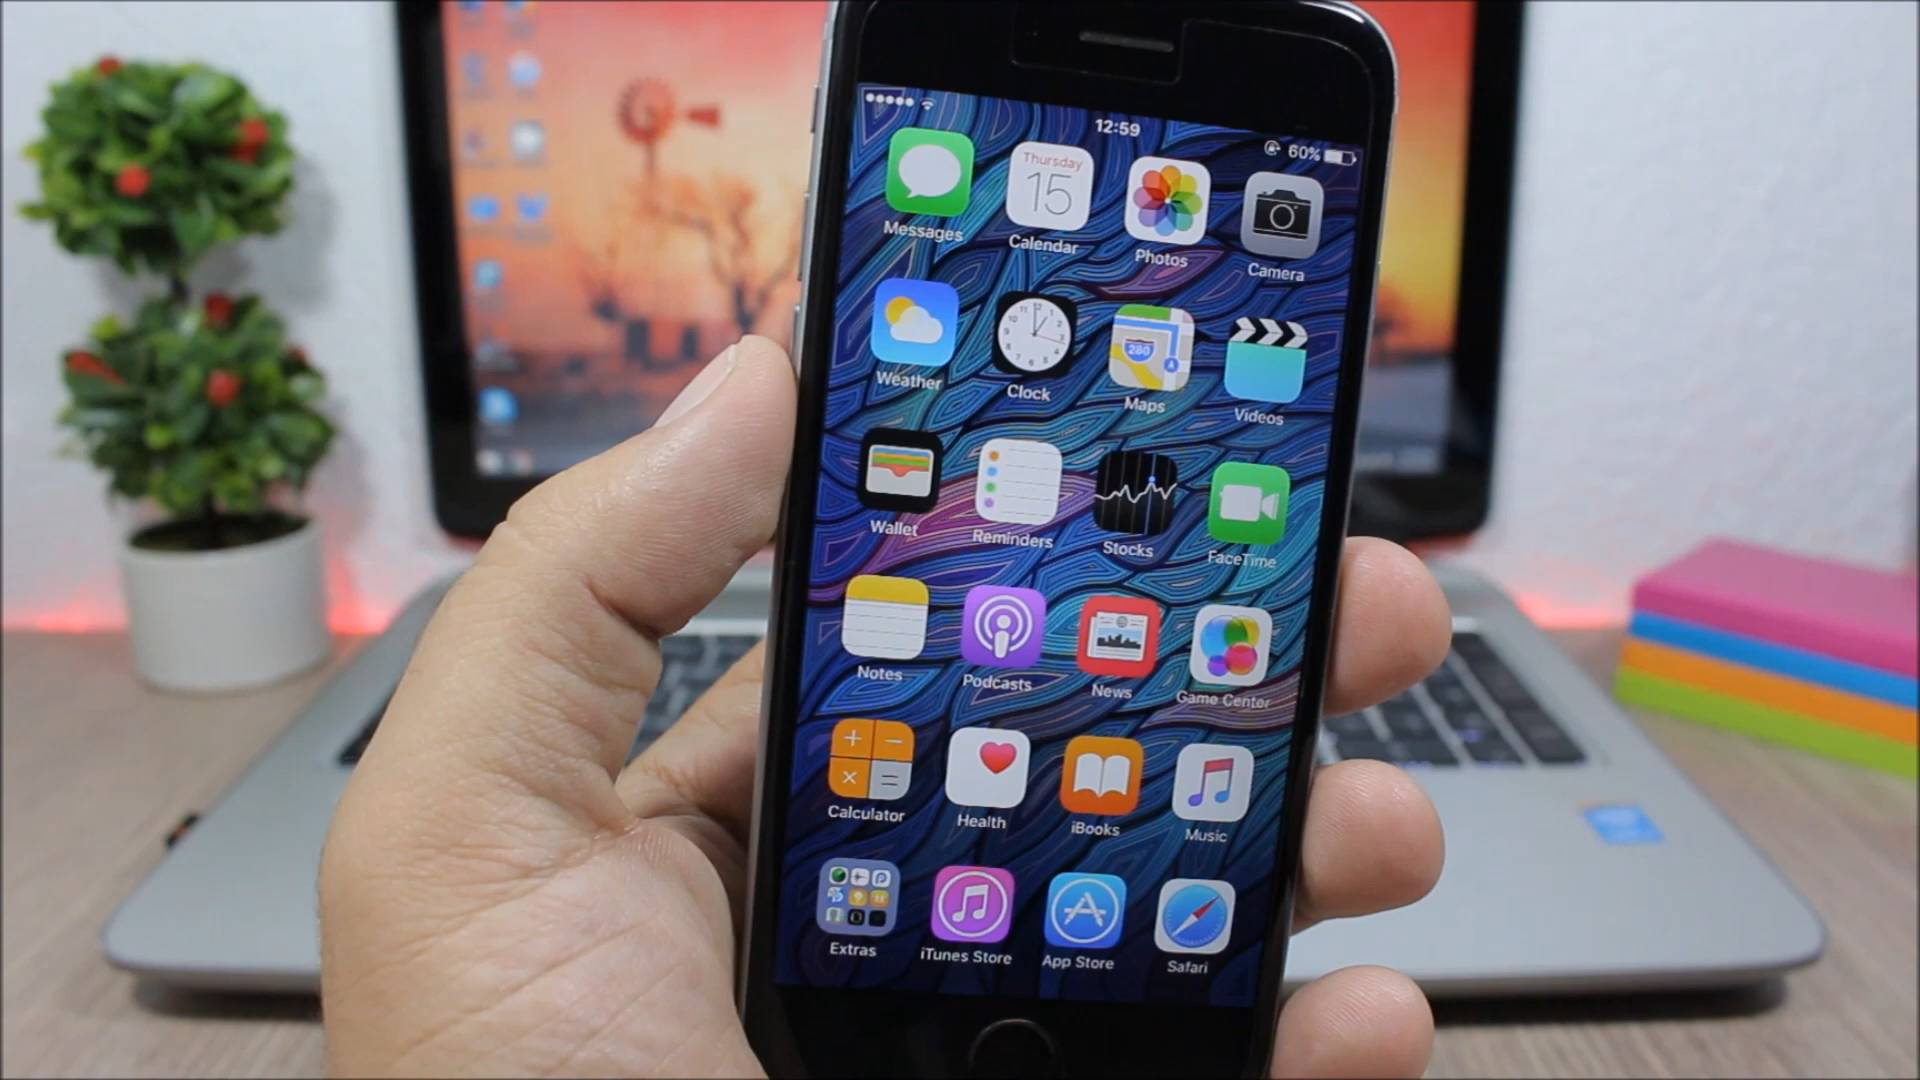 12:59
60%
Thursday
15
Messages
Calendar
Photos
Camera
280
Weather
Clock
Maps
Videos
Wallet
Reminders
Stocks
FaceTime
Notes
Podcasts
News
Game Center
Calculator
Health
iBooks
Music
Extras
iTunes Store
App Store
Safari